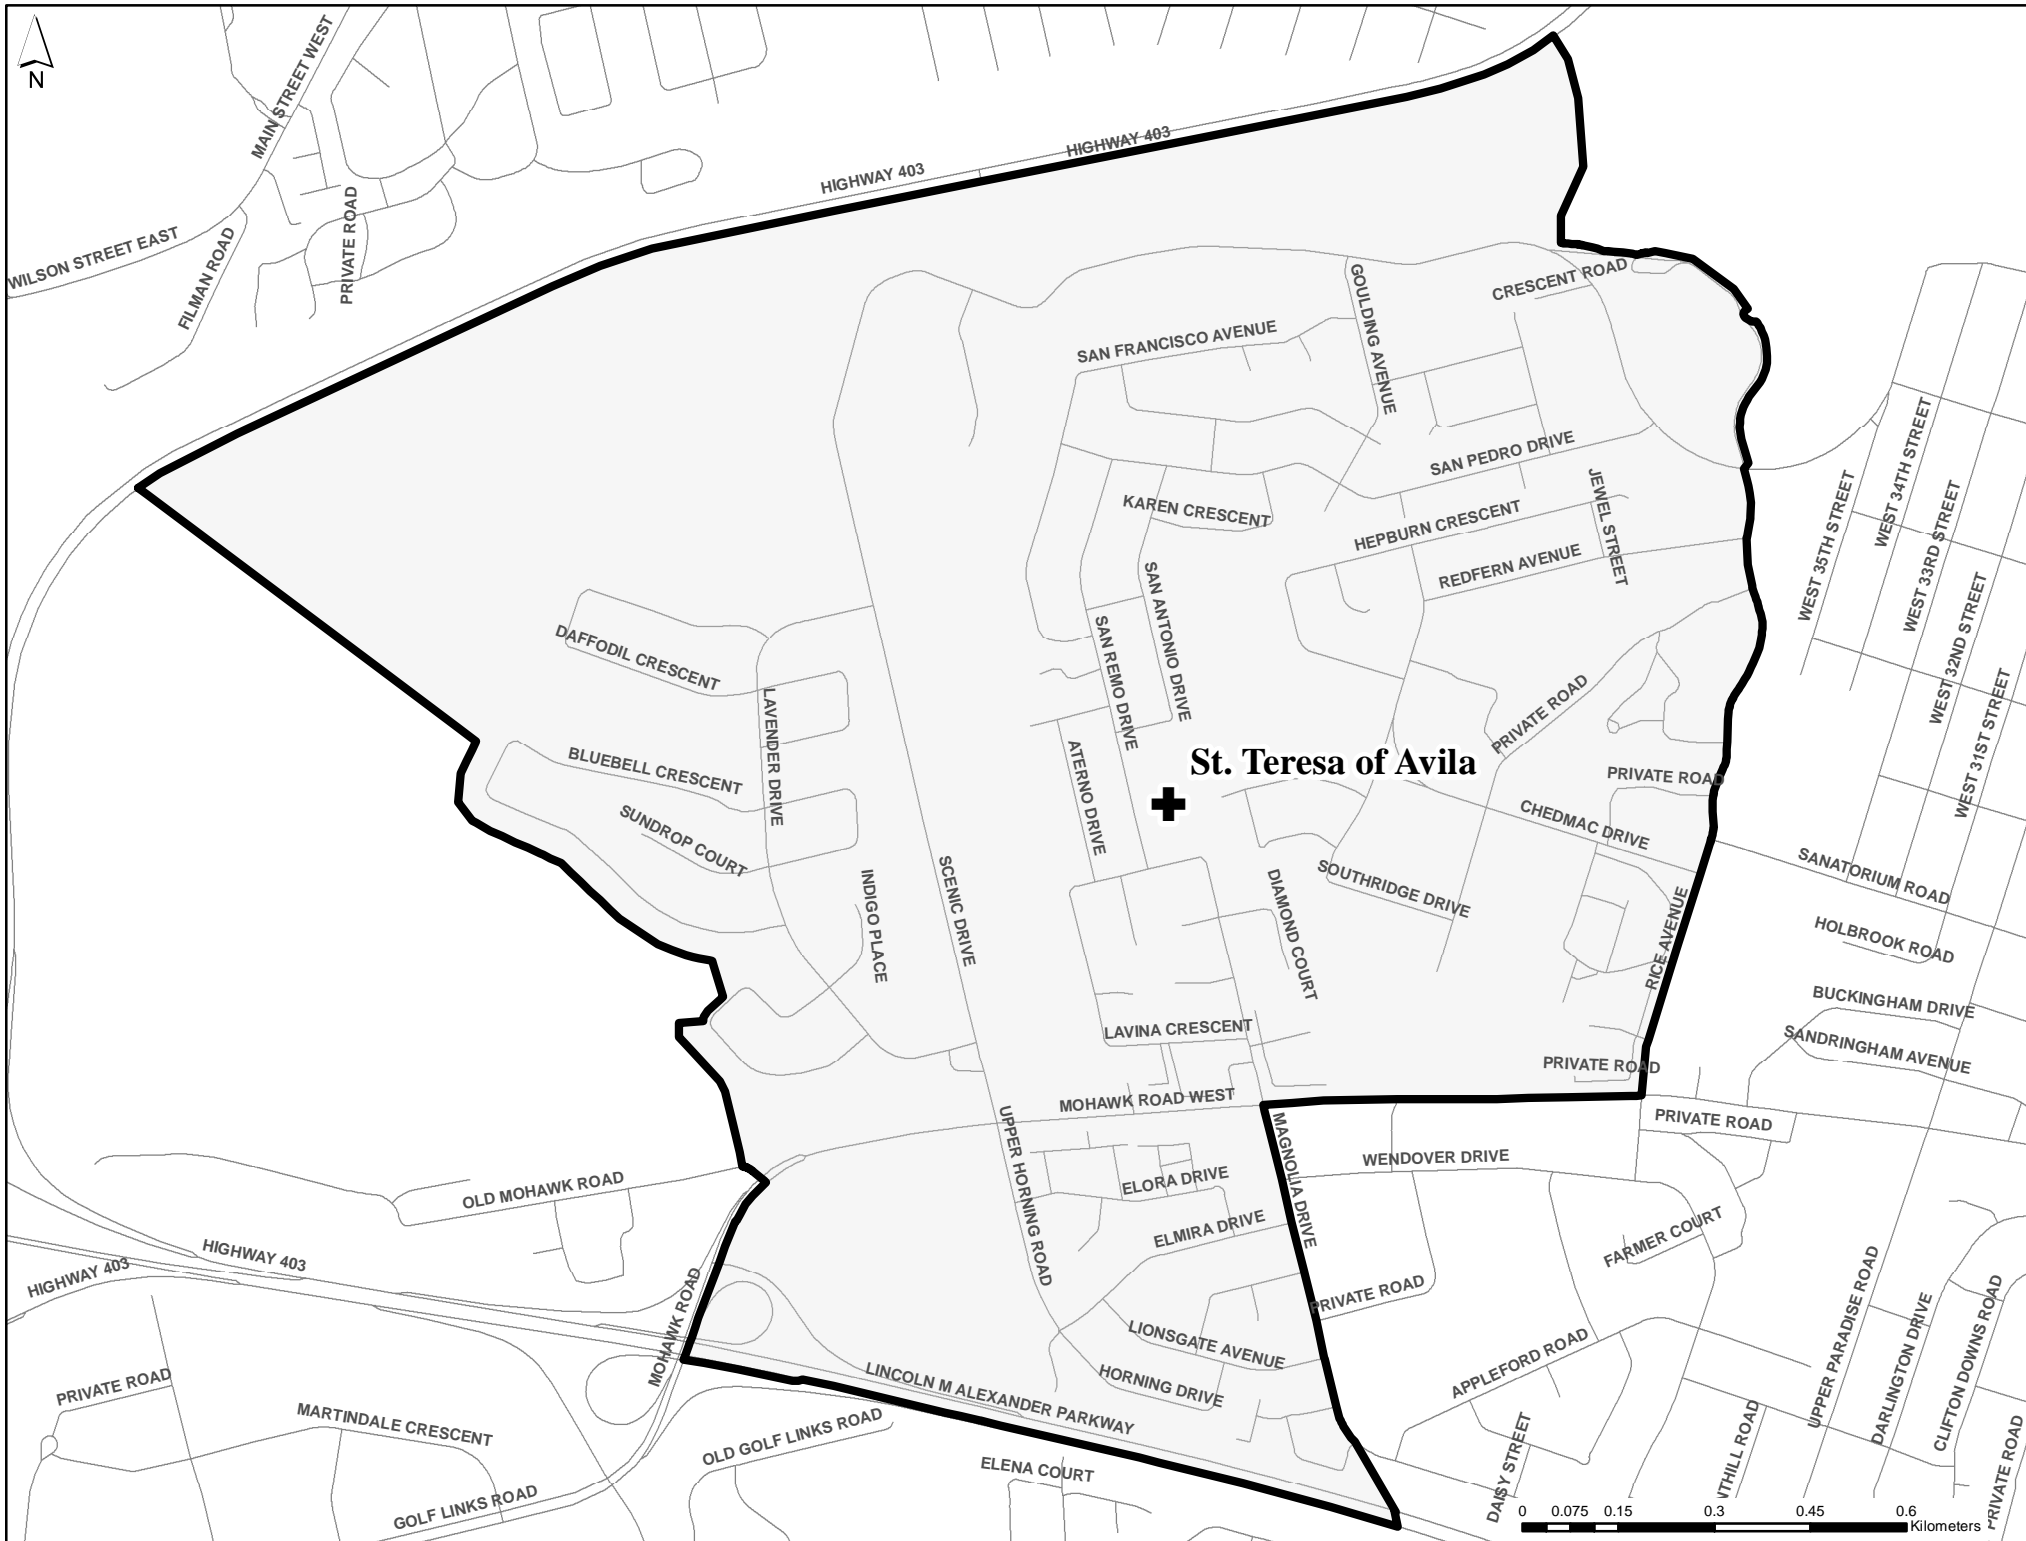 N
MAIN STREET WEST
HIGHWAY 403
HIGHWAY 403
WILSON STREET EAST
FILMAN ROAD
PRIVATE ROAD
GOULDING AVENUE
CRESCENT ROAD
SAN FRANCISCO AVENUE
SAN PEDRO DRIVE
KAREN CRESCENT
HEPBURN CRESCENT
JEWEL STREET
REDFERN AVENUE
WEST 35TH STREET
WEST 34TH STREET
WEST 33RD STREET
WEST 32ND STREET
WEST 31ST STREET
SAN ANTONIO DRIVE
SAN REMO DRIVE
DAFFODIL CRESCENT
LAVENDER DRIVE
PRIVATE ROAD
BLUEBELL CRESCENT
ATERNO DRIVE
St. Teresa of Avila
PRIVATE ROAD
SUNDROP COURT
CHEDMAC DRIVE
SCENIC DRIVE
INDIGO PLACE
SOUTHRIDGE DRIVE
DIAMOND COURT
RICE AVENUE
SANATORIUM ROAD
HOLBROOK ROAD
BUCKINGHAM DRIVE
SANDRINGHAM AVENUE
LAVINA CRESCENT
PRIVATE ROAD
MOHAWK ROAD WEST
UPPER HORNING ROAD
MAGNOLIA DRIVE
PRIVATE ROAD
WENDOVER DRIVE
OLD MOHAWK ROAD
ELORA DRIVE
ELMIRA DRIVE
FARMER COURT
HIGHWAY 403
HIGHWAY 403
MOHAWK ROAD
PRIVATE ROAD
UPPER PARADISE ROAD
DARLINGTON DRIVE
CLIFTON DOWNS ROAD
LIONSGATE AVENUE
HORNING DRIVE
APPLEFORD ROAD
LINCOLN M ALEXANDER PARKWAY
PRIVATE ROAD
MARTINDALE CRESCENT
OLD GOLF LINKS ROAD
ELENA COURT
GOLF LINKS ROAD
DAISY STREET
NTHILL ROAD
PRIVATE ROAD
0 0.075 0.15 0.3 0.45 0.6
Kilometers